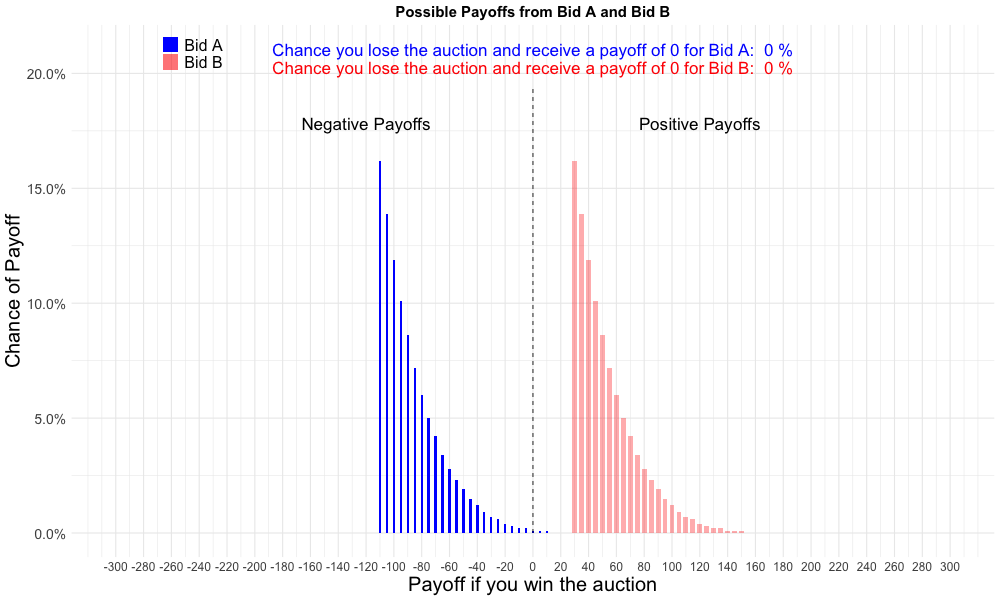 Possible Payoffs from Bid A and Bid B
Bid A
Bid B
Chance you lose the auction and receive a payoff of 0 for Bid A:  0 %
Chance you lose the auction and receive a payoff of 0 for Bid B:  0 %
Negative Payoffs
Positive Payoffs
Chance of Payoff
20.0%
15.0%
10.0%
5.0%
0.0%
-300 -280 -260 -240 -220 -200 -180 -160 -140 -120 -100 -80 -60 -40 -20 0 20 40 60 80 100 120 140 160 180 200 220 240 260 280 300
Payoff if you win the auction